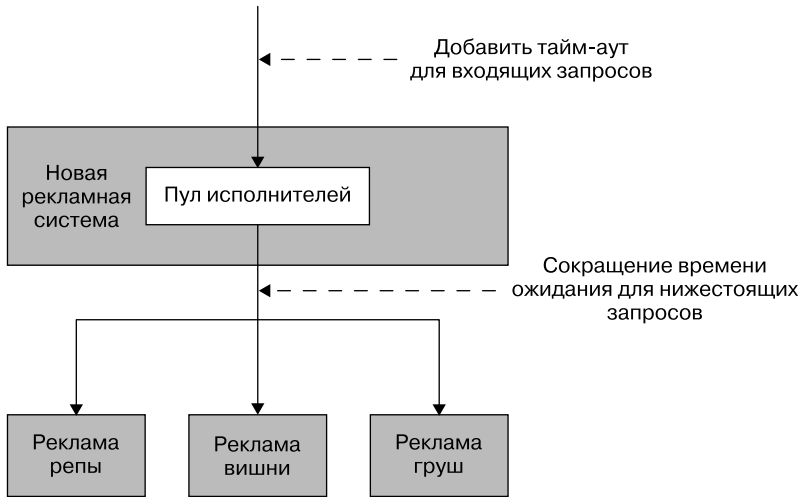 Добавить тайм-аут
для входящих запросов
Новая
рекламная
система
Пул исполнителей
Сокращение времени
ожидания для нижестоящих
запросов
Реклама
репы
Реклама
вишни
Реклама
груш